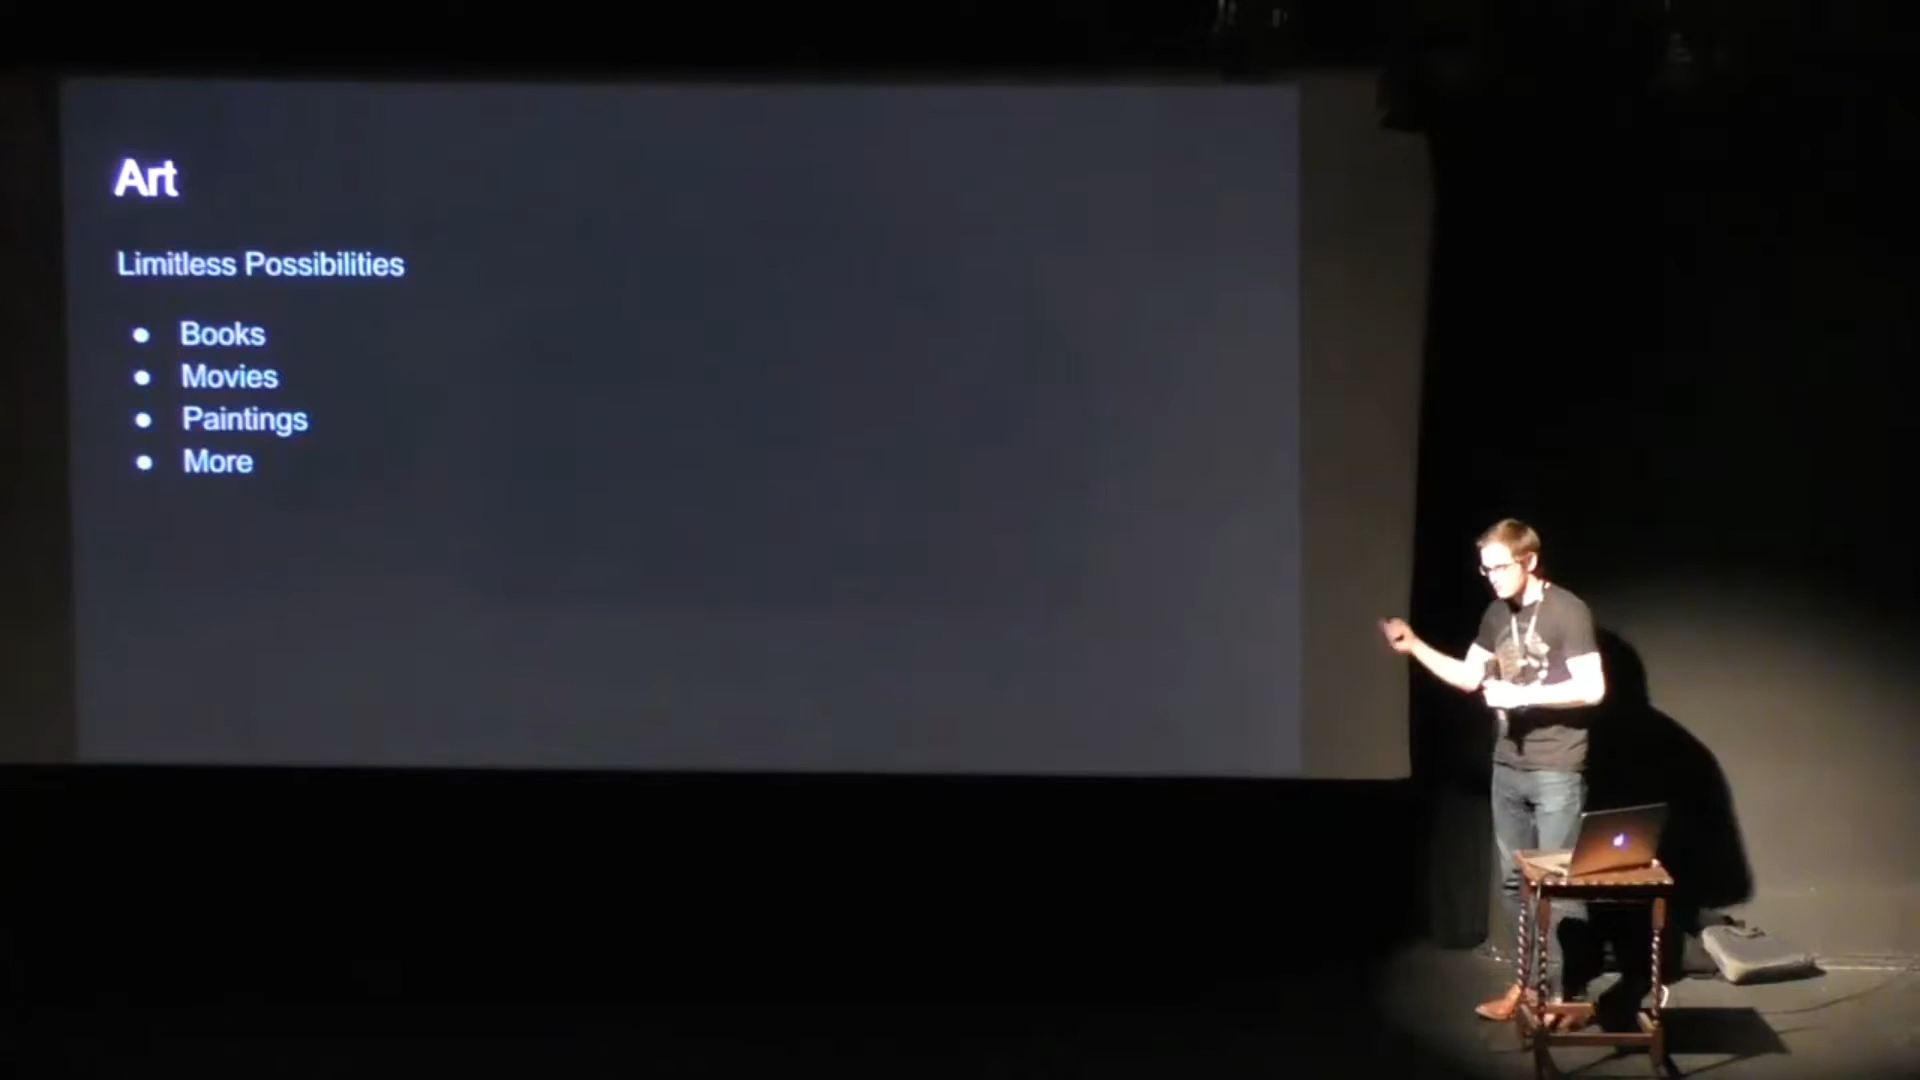 Art
Limitless Possibilities
● Books
● Movies
● Paintings
● More